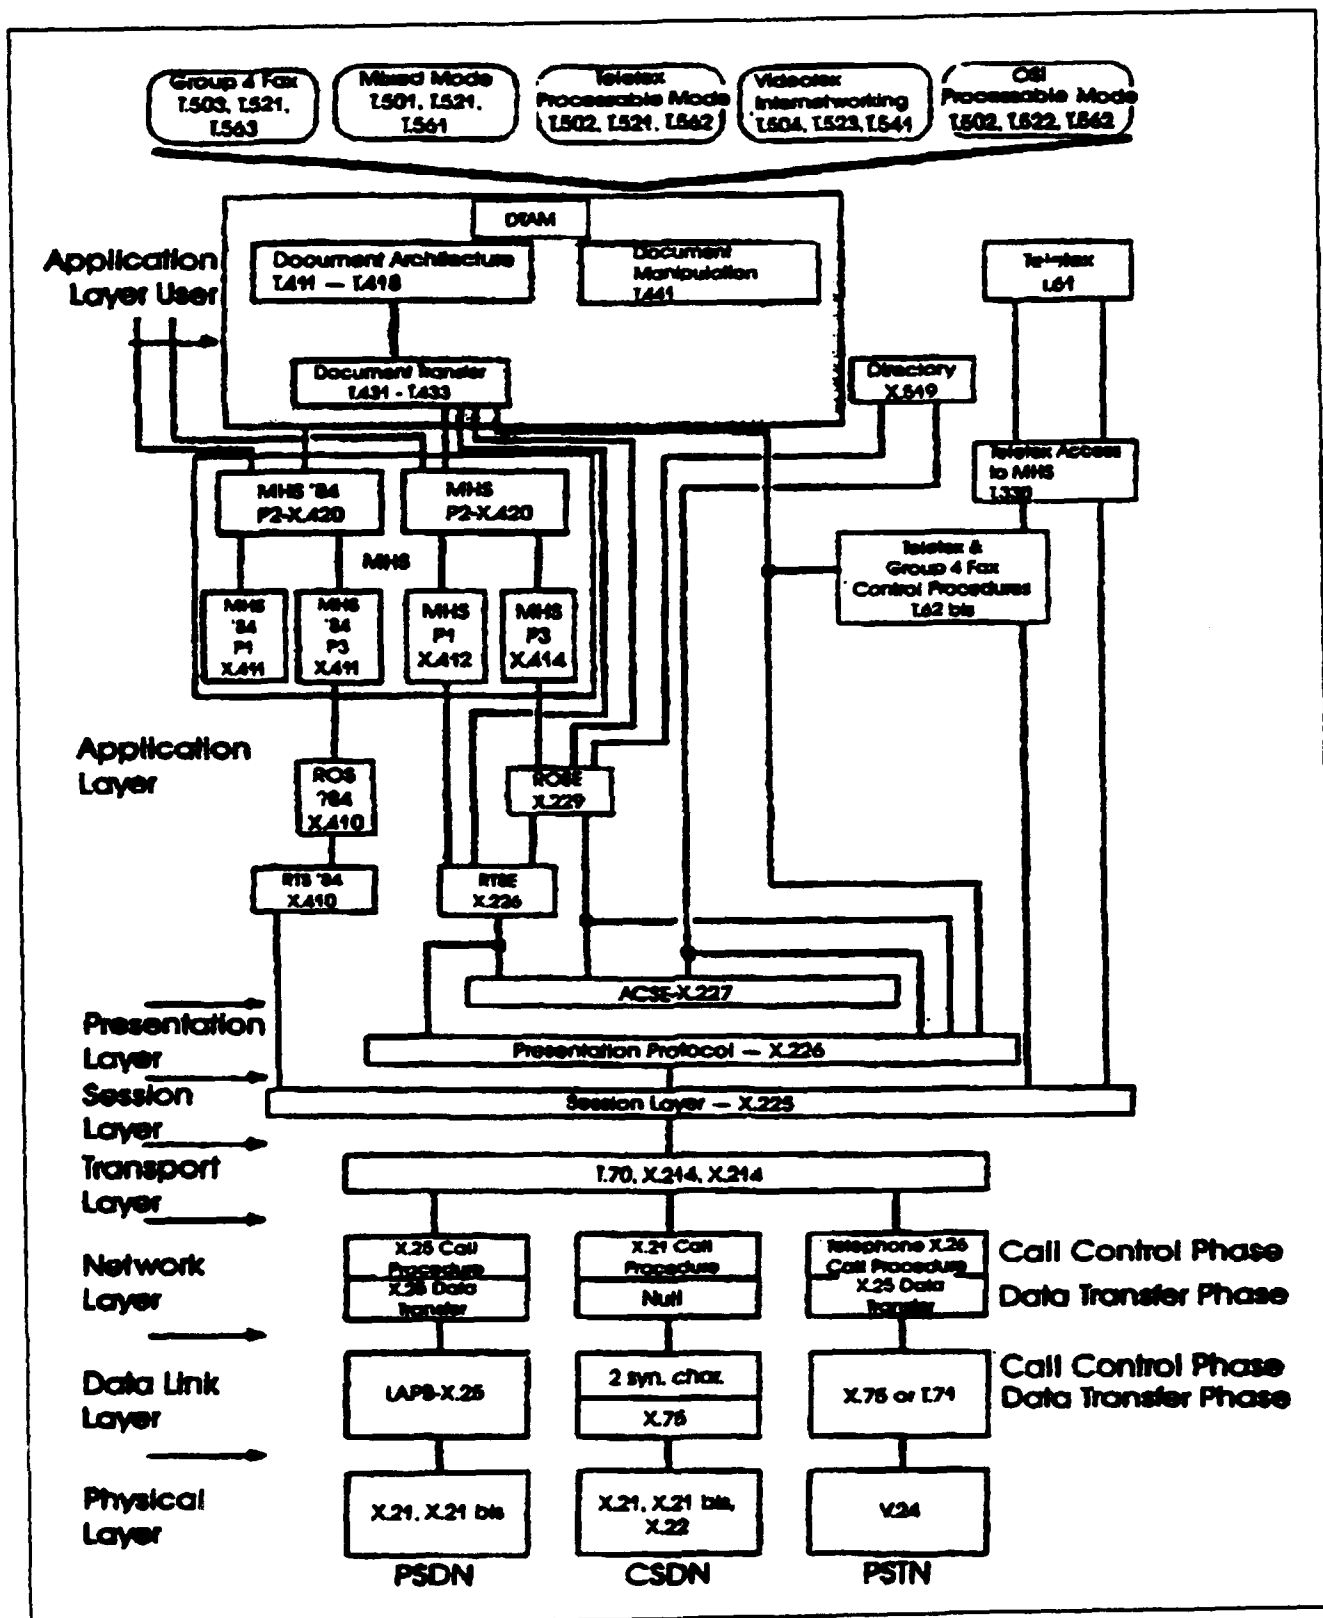 Group 4 Fax
T.503, T.521,
T.563
Mixed Mode
T.501, T.521,
T.561
Teletex
Processable Mode
T.502, T.521, T.562
Videotex
Internetworking
T.504, T.523, T.541
OSI
Processable Mode
T.502, T.522, T.562
DTAM
Application
Layer User
Document Architecture
T.411 — T.418
Document
Manipulation
T.441
Teletex
T.61
Document Transfer
T.431 - T.433
Directory
X.519
Teletex Access
to MHS
T.330
MHS '84
P2-X.420
MHS
P2-X.420
MHS
Teletex &
Group 4 Fax
Control Procedures
T.62 bis
MHS
'84
P1
X.411
MHS
'84
P3
X.411
MHS
P1
X.412
MHS
P3
X.414
Application
Layer
ROS
?84
X.410
ROSE
X.229
RTS '84
X.410
RTSE
X.226
ACSE-X.227
Presentation
Layer
Presentation Protocol — X.226
Session
Layer
Session Layer — X.225
Transport
Layer
T.70, X.214, X.214
Network
Layer
X.25 Call
Procedure
X.25 Data
Transfer
X.21 Call
Procedure
Null
Telephone X.26
Call Procedure
X.25 Data
Transfer
Call Control Phase
Data Transfer Phase
Data Link
Layer
LAPB-X.25
2 syn. char.
X.75
X.75 or T.71
Call Control Phase
Data Transfer Phase
Physical
Layer
X.21, X.21 bis
X.21, X.21 bis,
X.22
V.24
PSDN
CSDN
PSTN